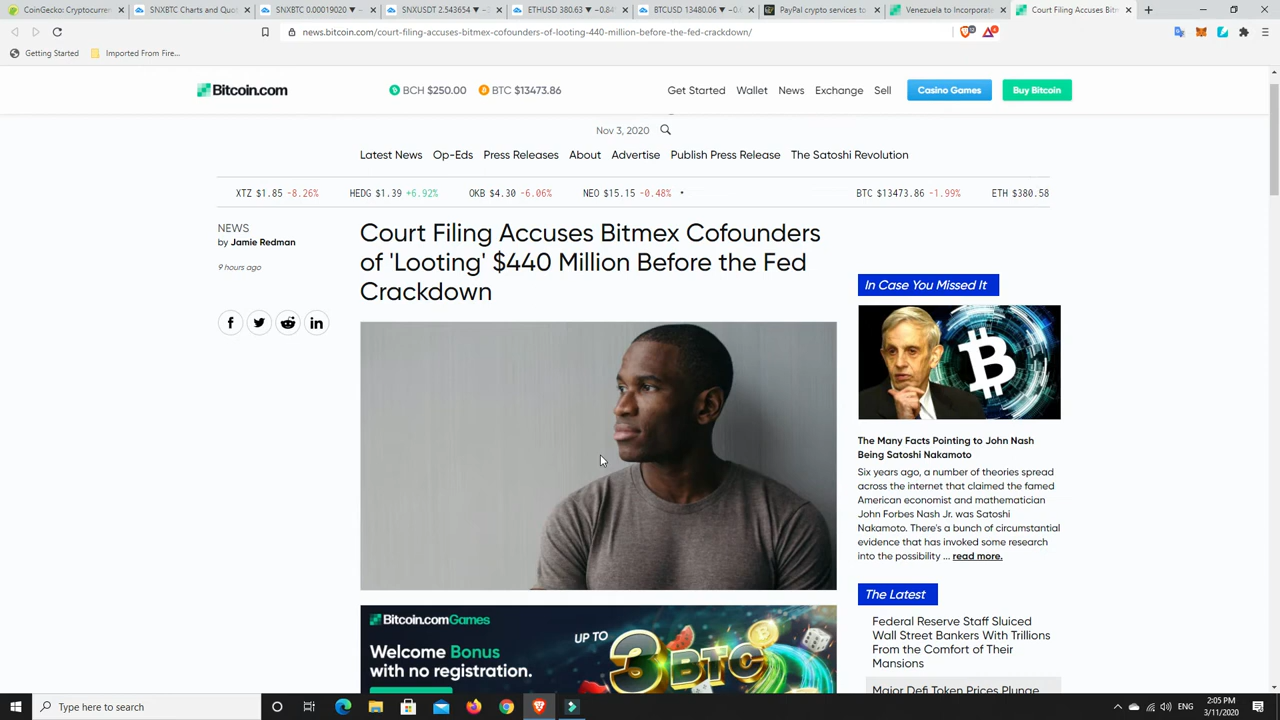 CoinGecko: Cryptocurrency
SNXBTC Charts and Quo
SNXBTC 0.00019020
SNXUSDT 2.543654
ETHUSD 380.63 −0.84
BTCUSD 13480.06
PayPal crypto services to
Venezuela to Incorporate
Court Filing Accuses Bitm
news.bitcoin.com/court-filing-accuses-bitmex-cofounders-of-looting-440-million-before-the-fed-crackdown/
Getting Started
Imported From Fire...
Bitcoin.com
BCH $250.00
BTC $13473.86
Get Started
Wallet
News
Exchange
Sell
Casino Games
Buy Bitcoin
Nov 3, 2020
Latest News
Op-Eds
Press Releases
About
Advertise
Publish Press Release
The Satoshi Revolution
XTZ $1.85 -8.26%
HEDG $1.39 +6.92%
OKB $4.30 -6.06%
NEO $15.15 -0.48%
BTC $13473.86 -1.99%
ETH $380.58
NEWS
by Jamie Redman
9 hours ago
Court Filing Accuses Bitmex Cofounders
of 'Looting' $440 Million Before the Fed
Crackdown
In Case You Missed It
The Many Facts Pointing to John Nash
Being Satoshi Nakamoto
Six years ago, a number of theories spread
across the internet that claimed the famed
American economist and mathematician
John Forbes Nash Jr. was Satoshi
Nakamoto. There's a bunch of circumstantial
evidence that has invoked some research
into the possibility ... read more.
The Latest
Federal Reserve Staff Sluiced
Wall Street Bankers With Trillions
From the Comfort of Their
Mansions
Major Defi Token Prices Plunge
Bitcoin.com Games
Welcome Bonus
with no registration.
UP TO
3 BTC
Type here to search
ENG
2:05 PM
3/11/2020